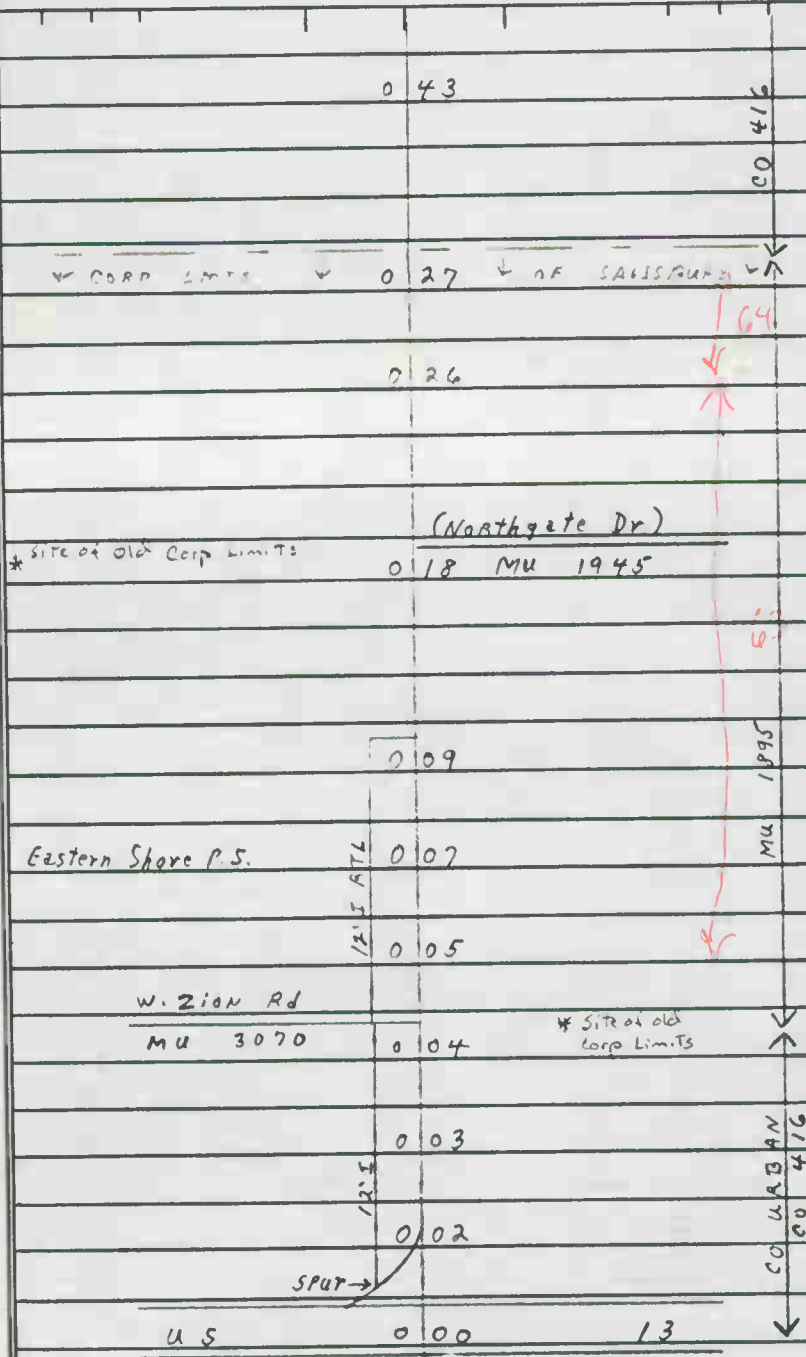 0 43
CO 416
CORP LMTS 0 27 OF SALISBURY
64
0 26
(Northgate Dr)
* Site of Old Corp Limits
0 18 MU 1945
0 09
MU 1895
Eastern Shore P.S. 0 07
12' I RTL
0 05
W. Zion Rd
MU 3070 0 04
* Site of old
Corp Limits
0 03
12' I
0 02
CO URBAN
CO 416
SPUR
US 0 00 13